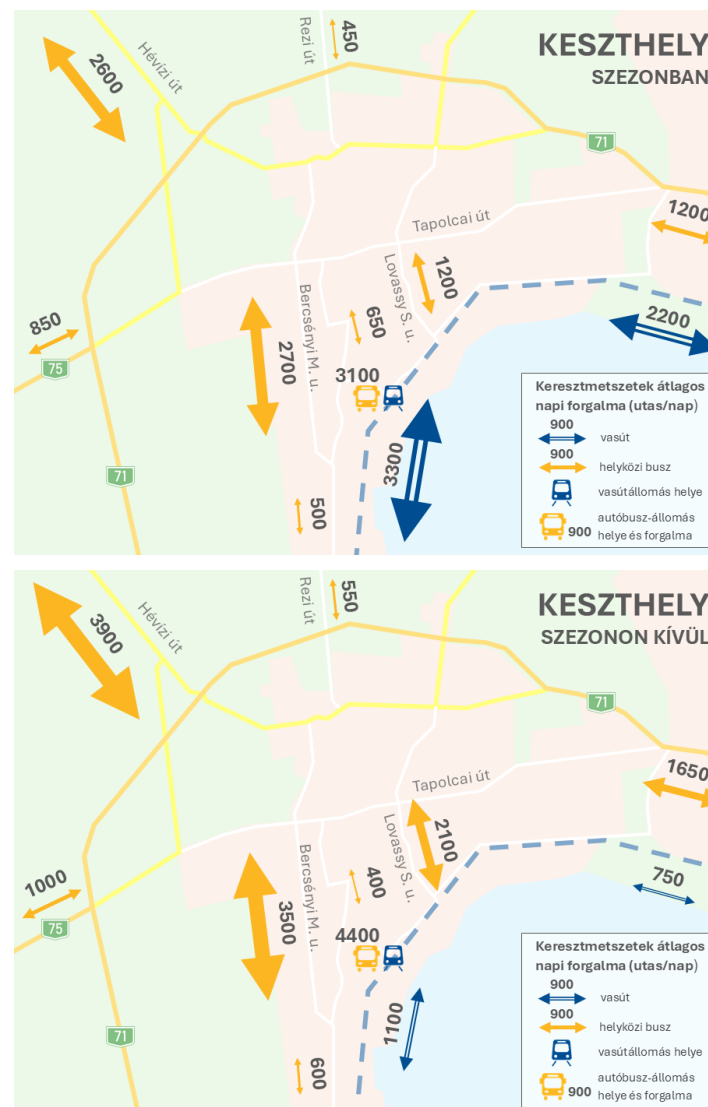 KESZTHELY
SZEZONBAN
2600
Hévízi út
Rezi út
450
71
Tapolcai út
1200
Lovassy S. u.
1200
850
75
2700
Bercsényi M. u.
650
2200
3100
3300
71
500
Keresztmetszetek átlagos
napi forgalma (utas/nap)
900
vasút
900
helyközi busz
vasútállomás helye
autóbusz-állomás
900 helye és forgalma
KESZTHELY
SZEZONON KÍVÜL
3900
Hévízi út
Rezi út
550
71
Tapolcai út
1650
Lovassy S. u.
2100
1000
75
3500
Bercsényi M. u.
400
750
4400
1100
71
600
Keresztmetszetek átlagos
napi forgalma (utas/nap)
900
vasút
900
helyközi busz
vasútállomás helye
autóbusz-állomás
900 helye és forgalma